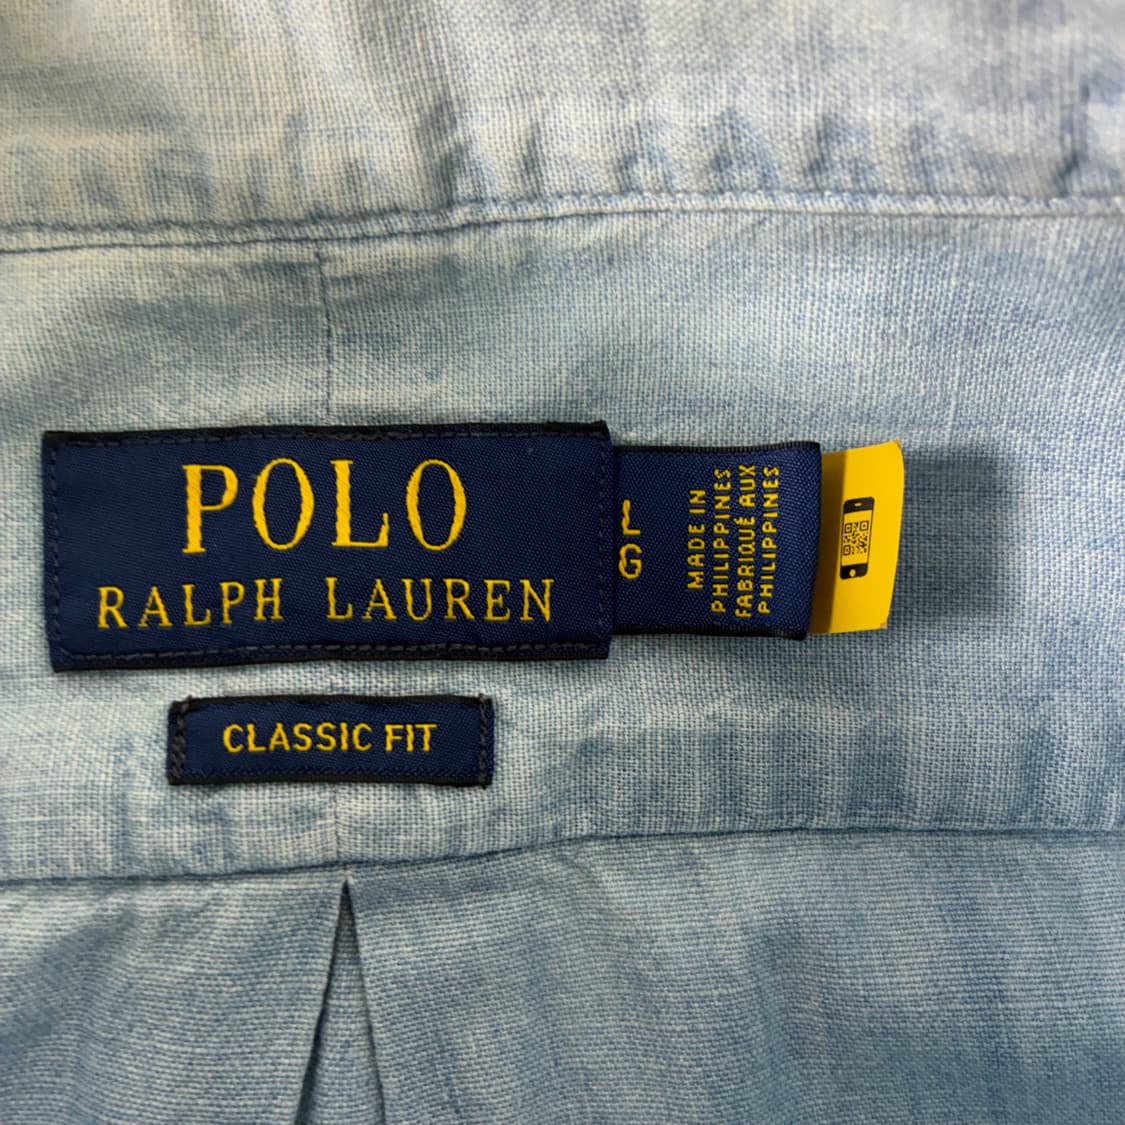 POLO
RALPH LAUREN
CLASSIC FIT
L
G
MADE IN
PHILIPPINES
FABRIQUÉ AUX
PHILIPPINES